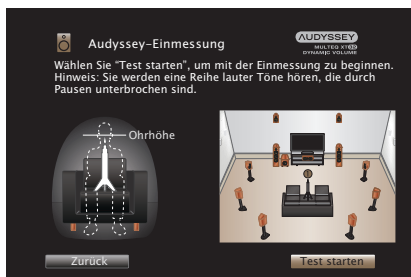 Audyssey-Einmessung
AUDYSSEY
MULTEQ XT32
DYNAMIC VOLUME
Wählen Sie "Test starten", um mit der Einmessung zu beginnen.
Hinweis: Sie werden eine Reihe lauter Töne hören, die durch
Pausen unterbrochen sind.
Ohrhöhe
Zurück
Test starten